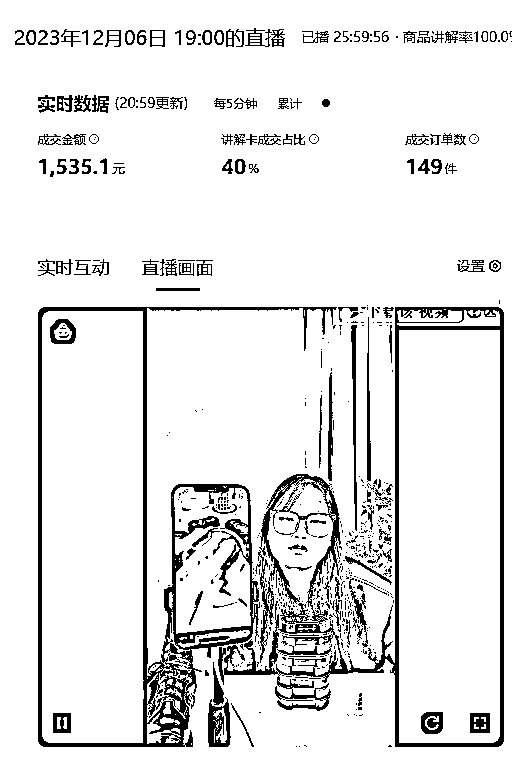 2023年12月06日 19:00的直播 已播 25:59:56 · 商品讲解率100.0%
实时数据 (20:59更新) 每5分钟 累计
成交金额 讲解卡成交占比 成交订单数
1,535.1元 40% 149件
实时互动 直播画面 设置
下载该视频